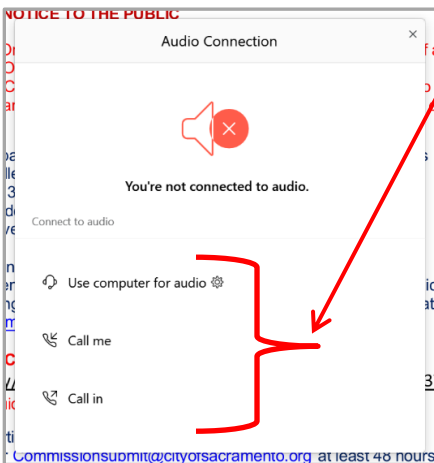 NOTICE TO THE PUBLIC
Audio Connection
You're not connected to audio.
Connect to audio
Use computer for audio
Call me
Call in
Commissionsubmit@cityofsacramento.org at least 48 hours